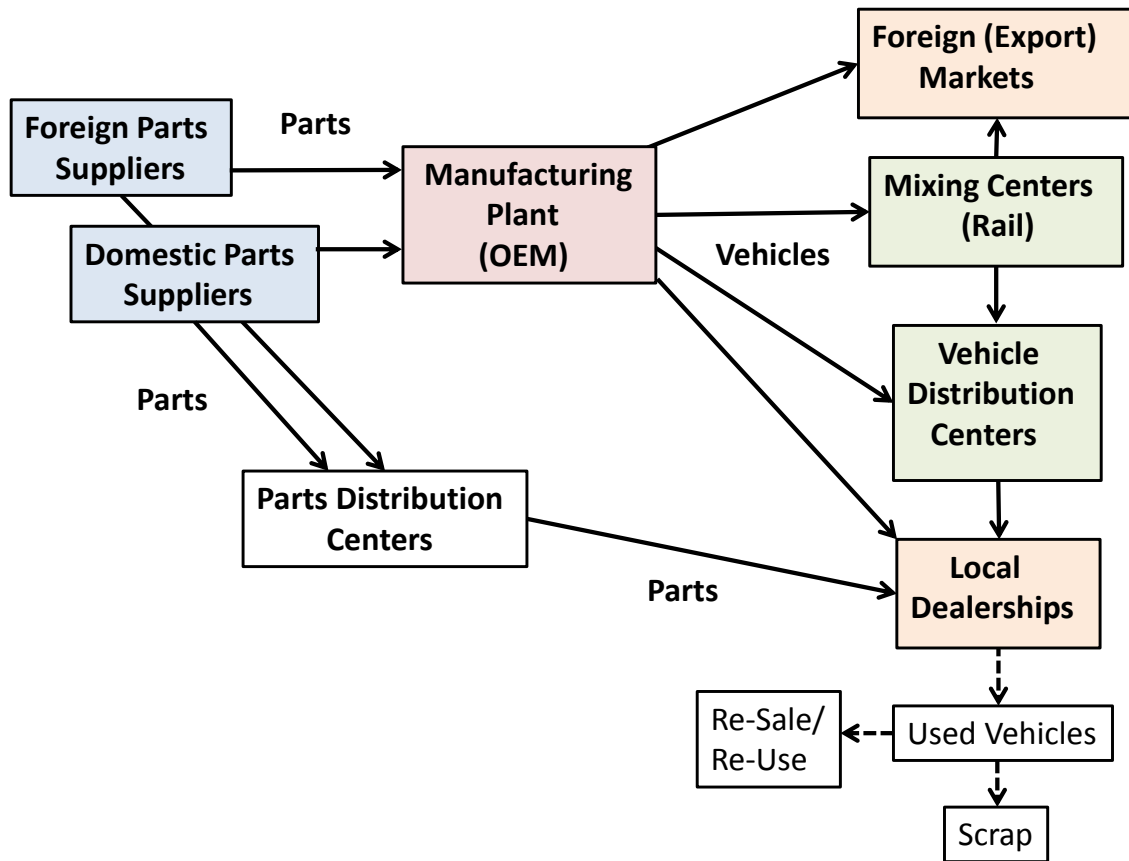 Foreign (Export)
Markets
Foreign Parts
Suppliers
Parts
Manufacturing
Plant
(OEM)
Mixing Centers
(Rail)
Domestic Parts
Suppliers
Vehicles
Vehicle
Distribution
Centers
Parts
Parts Distribution
Centers
Parts
Local
Dealerships
Re-Sale/
Re-Use
Used Vehicles
Scrap